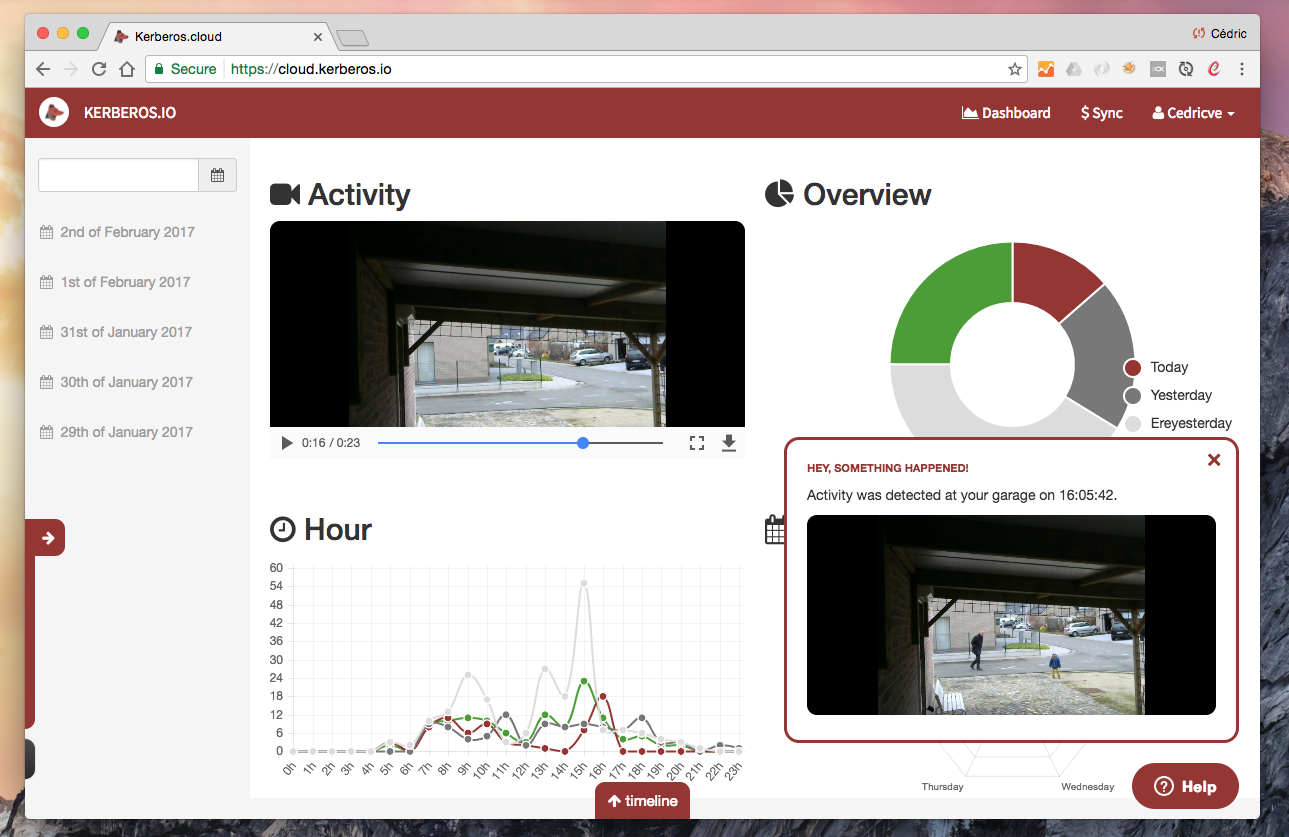 Kerberos.cloud
Cédric
Secure
https://cloud.kerberos.io
KERBEROS.IO
Dashboard
$ Sync
Cedricve
2nd of February 2017
1st of February 2017
31st of January 2017
30th of January 2017
29th of January 2017
Activity
0:16 / 0:23
Overview
Today
Yesterday
Ereyesterday
HEY, SOMETHING HAPPENED!
Activity was detected at your garage on 16:05:42.
Hour
60
54
48
42
36
30
24
18
12
6
0
0h 1h 2h 3h 4h 5h 6h 7h 8h 9h 10h 11h 12h 13h 14h 15h 16h 17h 18h 19h 20h 21h 22h 23h
timeline
Thursday
Wednesday
Help